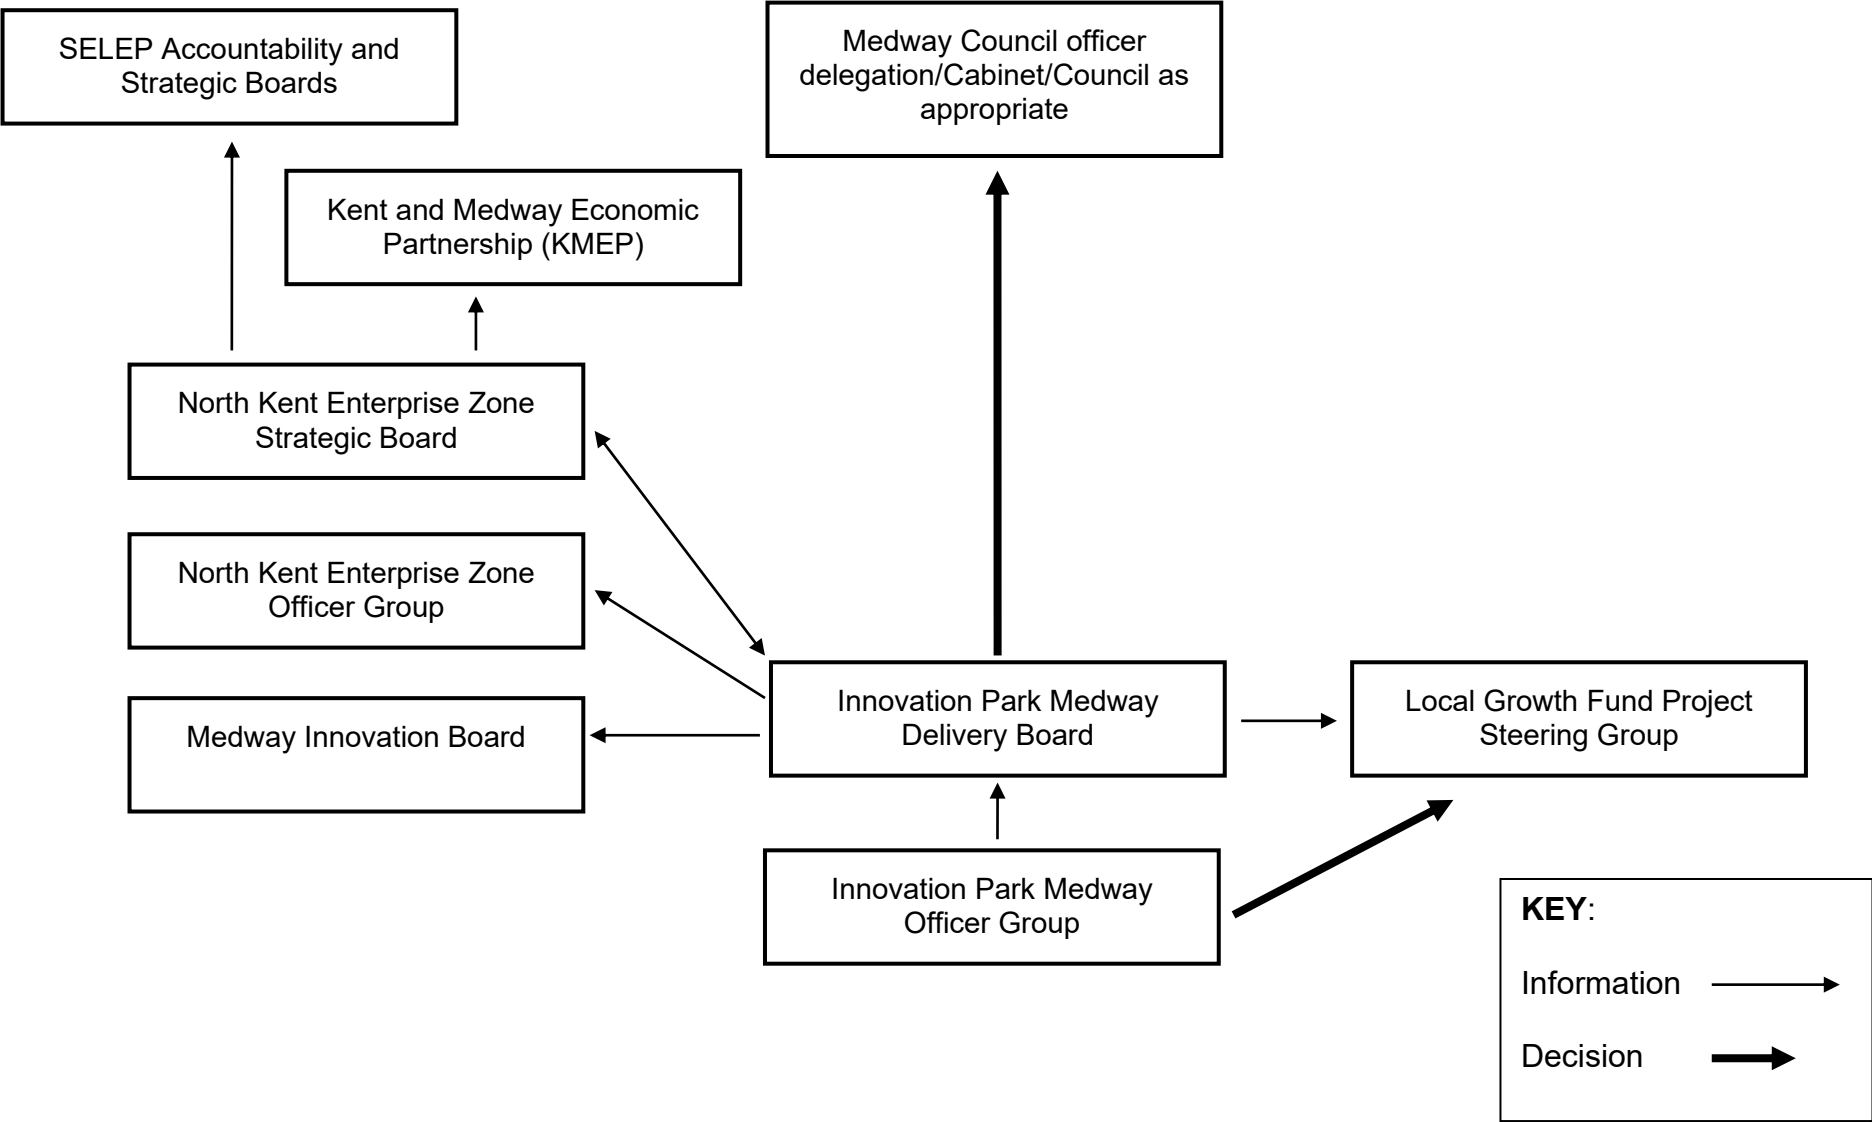 SELEP Accountability and
Strategic Boards
Medway Council officer
delegation/Cabinet/Council as
appropriate
Kent and Medway Economic
Partnership (KMEP)
North Kent Enterprise Zone
Strategic Board
North Kent Enterprise Zone
Officer Group
Medway Innovation Board
Innovation Park Medway
Delivery Board
Local Growth Fund Project
Steering Group
Innovation Park Medway
Officer Group
KEY:
Information
Decision